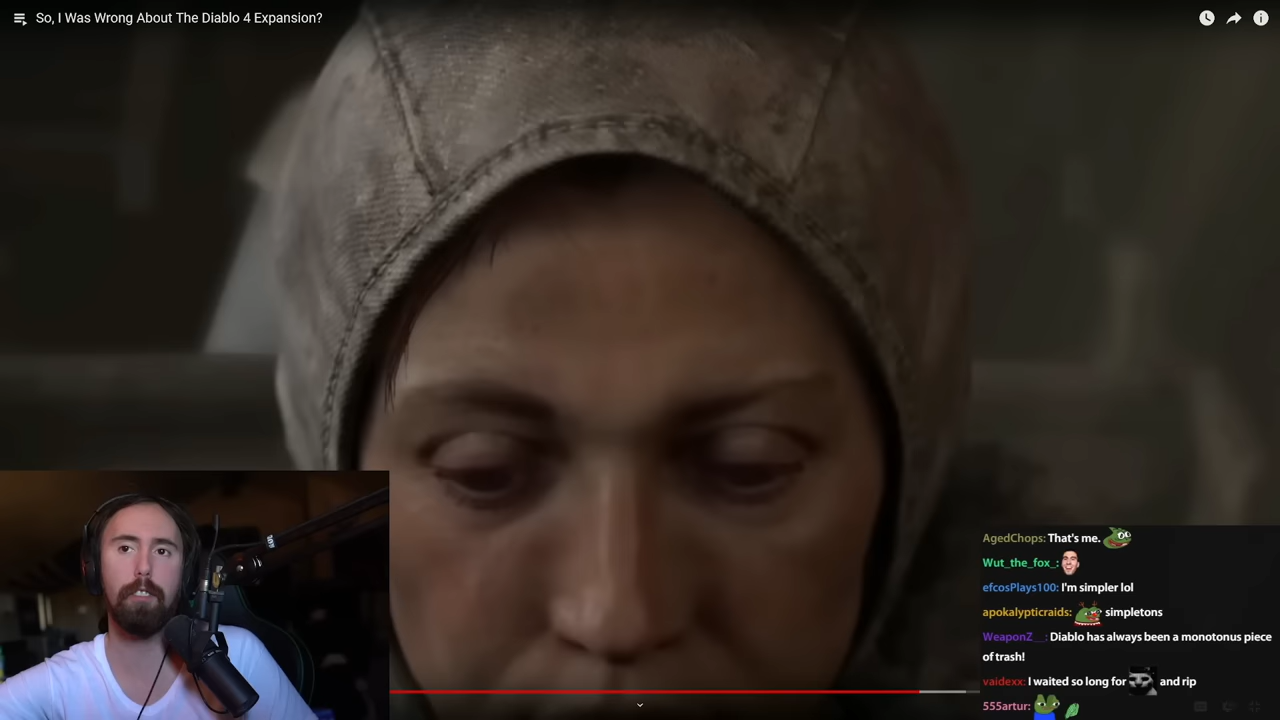 So, I Was Wrong About The Diablo 4 Expansion?
AgedChops: That's me.
Wut_the_fox_:
efcosPlays100: I'm simpler lol
apokalypticraids: simpletons
WeaponZ__: Diablo has always been a monotonus piece
of trash!
vaidexx: I waited so long for and rip
555artur: